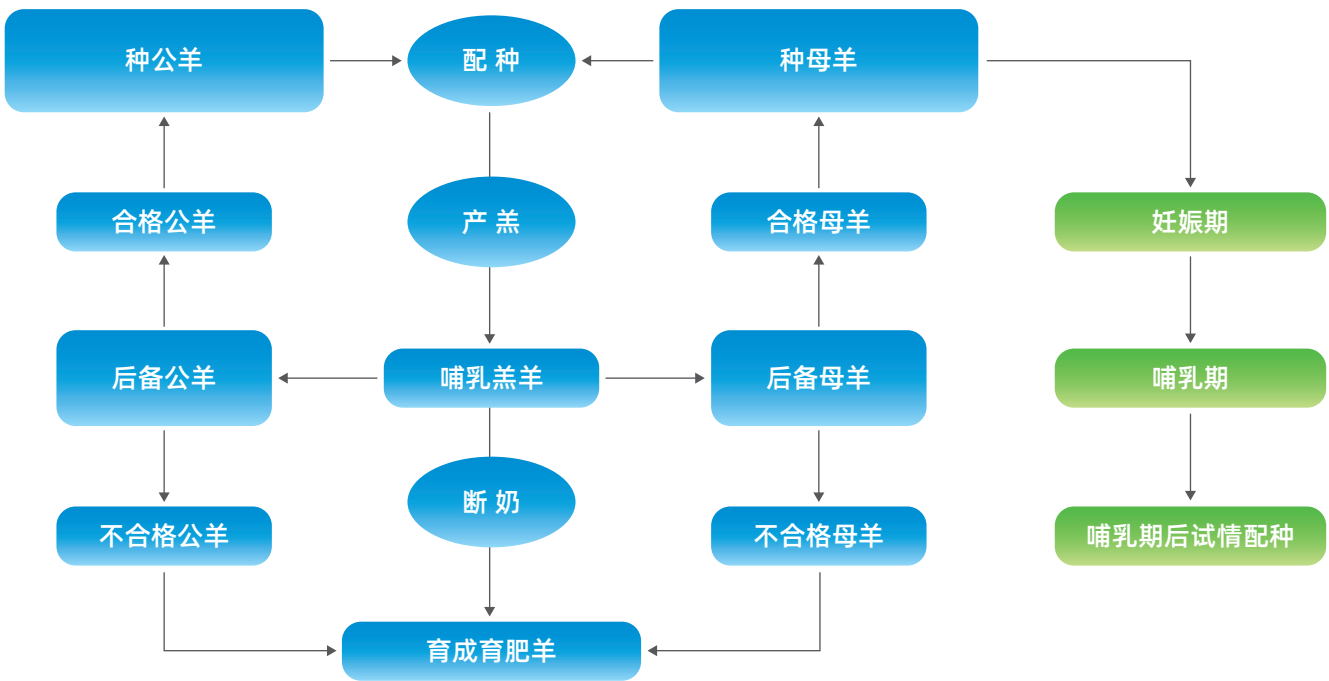 种公羊
配 种
种母羊
合格公羊
产 羔
合格母羊
妊娠期
后备公羊
哺乳羔羊
后备母羊
哺乳期
断 奶
不合格公羊
不合格母羊
哺乳期后试情配种
育成育肥羊